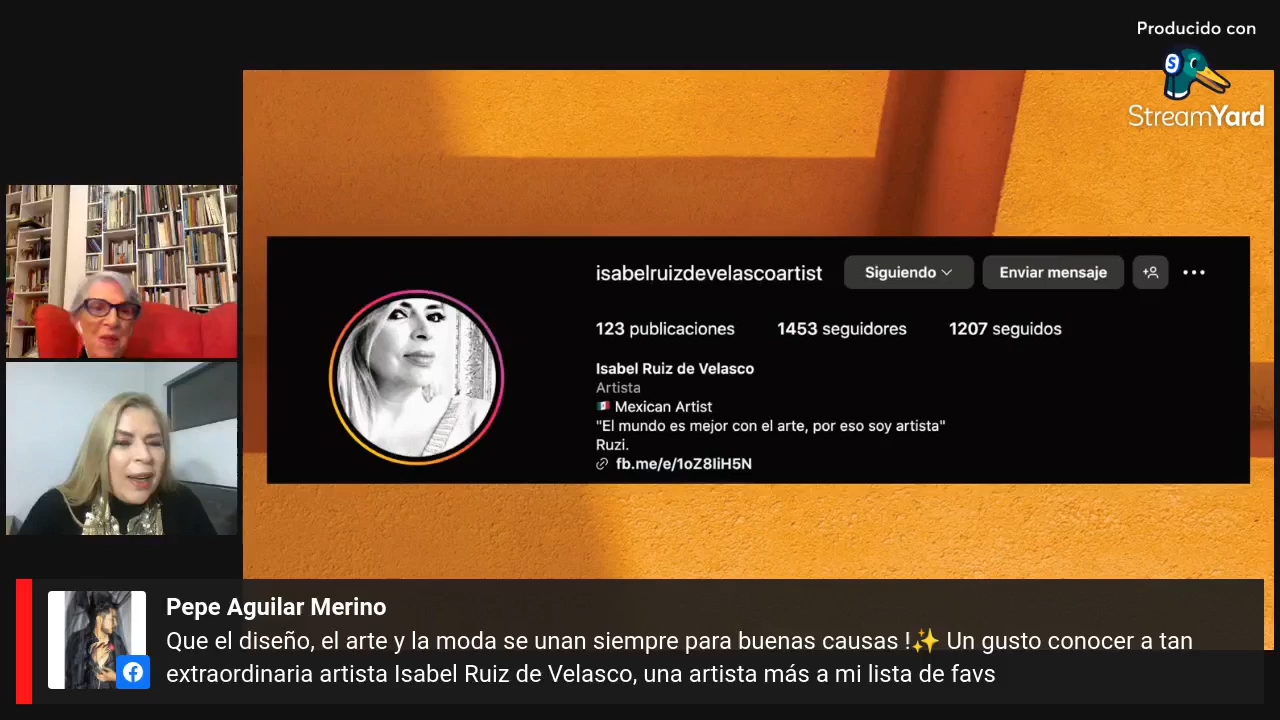 Producido con
StreamYard
isabelruizdevelascoartist
Siguiendo
Enviar mensaje
123 publicaciones
1453 seguidores
1207 seguidos
Isabel Ruiz de Velasco
Artista
🇲🇽 Mexican Artist
"El mundo es mejor con el arte, por eso soy artista"
Ruzi.
fb.me/e/1oZ8IiH5N
Pepe Aguilar Merino
Que el diseño, el arte y la moda se unan siempre para buenas causas !✨ Un gusto conocer a tan
extraordinaria artista Isabel Ruiz de Velasco, una artista más a mi lista de favs